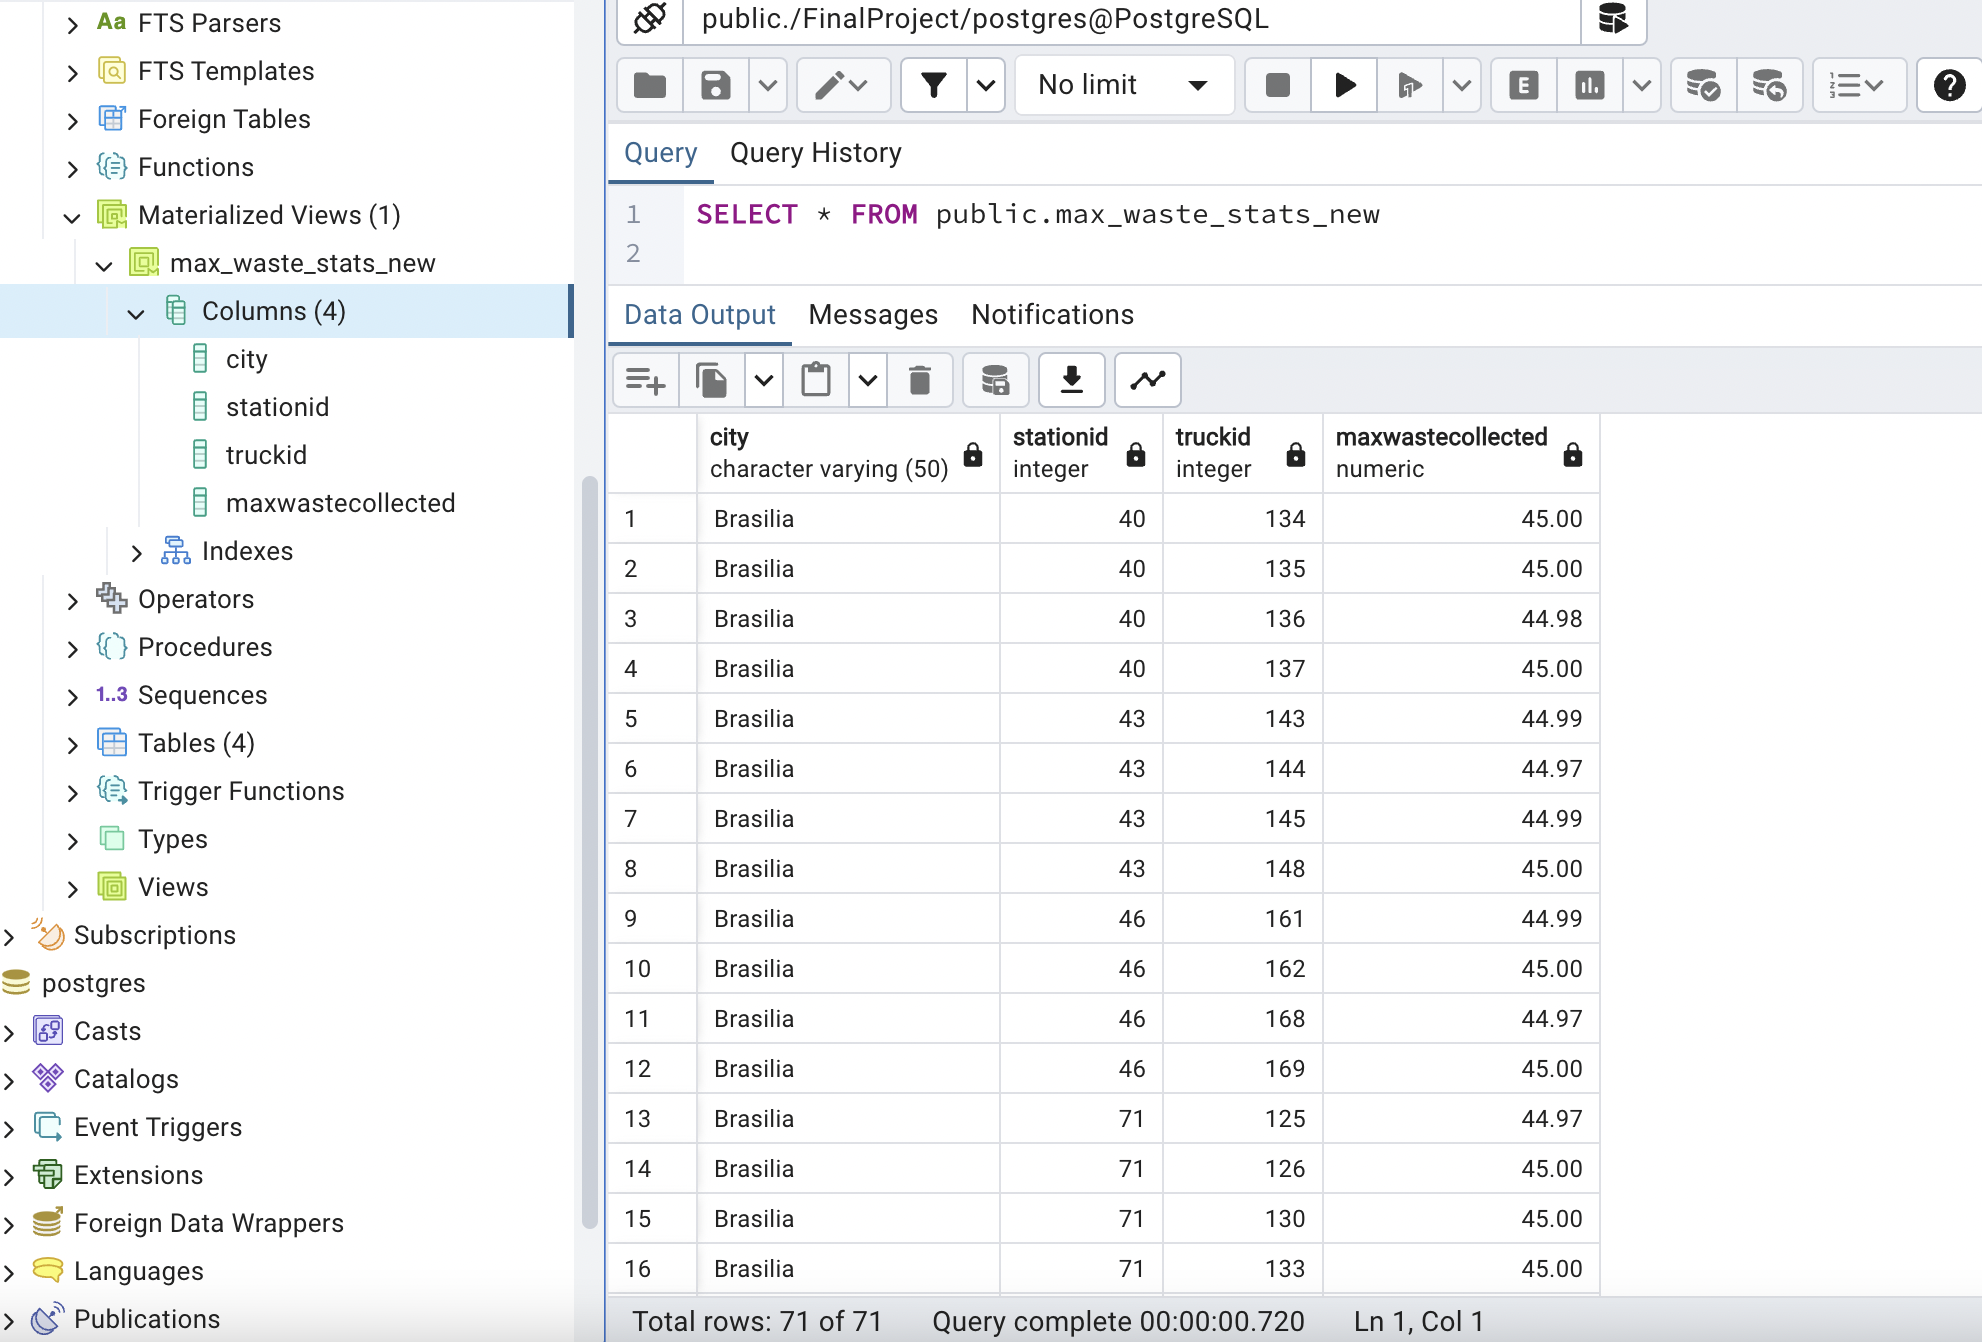 Aa FTS Parsers
FTS Templates
Foreign Tables
Functions
Materialized Views (1)
max_waste_stats_new
Columns (4)
city
stationid
truckid
maxwastecollected
Indexes
Operators
Procedures
1..3 Sequences
Tables (4)
Trigger Functions
Types
Views
Subscriptions
postgres
Casts
Catalogs
Event Triggers
Extensions
Foreign Data Wrappers
Languages
Publications
public./FinalProject/postgres@PostgreSQL
No limit
E
?
Query Query History
1 SELECT * FROM public.max_waste_stats_new
2
Data Output Messages Notifications
city stationid truckid maxwastecollected
character varying (50) integer integer numeric
1 Brasilia 40 134 45.00
2 Brasilia 40 135 45.00
3 Brasilia 40 136 44.98
4 Brasilia 40 137 45.00
5 Brasilia 43 143 44.99
6 Brasilia 43 144 44.97
7 Brasilia 43 145 44.99
8 Brasilia 43 148 45.00
9 Brasilia 46 161 44.99
10 Brasilia 46 162 45.00
11 Brasilia 46 168 44.97
12 Brasilia 46 169 45.00
13 Brasilia 71 125 44.97
14 Brasilia 71 126 45.00
15 Brasilia 71 130 45.00
16 Brasilia 71 133 45.00
Total rows: 71 of 71 Query complete 00:00:00.720 Ln 1, Col 1